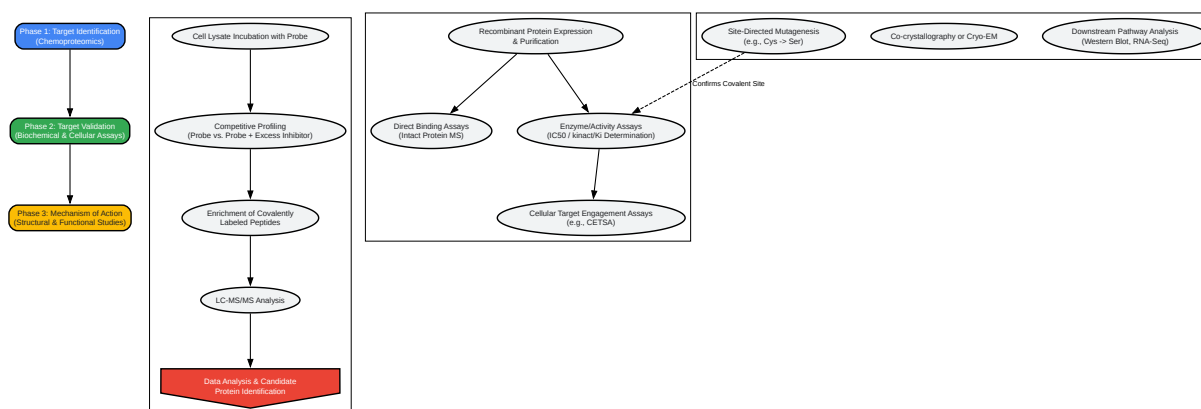 Phase 1: Target Identification
(Chemoproteomics)
Phase 2: Target Validation
(Biochemical & Cellular Assays)
Phase 3: Mechanism of Action
(Structural & Functional Studies)
Cell Lysate Incubation with Probe
Competitive Profiling
(Probe vs. Probe + Excess Inhibitor)
Enrichment of Covalently
Labeled Peptides
LC-MS/MS Analysis
Data Analysis & Candidate
Protein Identification
Recombinant Protein Expression
& Purification
Direct Binding Assays
(Intact Protein MS)
Enzyme/Activity Assays
(IC50 / kinact/Ki Determination)
Cellular Target Engagement Assays
(e.g., CETSA)
Site-Directed Mutagenesis
(e.g., Cys -> Ser)
Confirms Covalent Site
Co-crystallography or Cryo-EM
Downstream Pathway Analysis
(Western Blot, RNA-Seq)